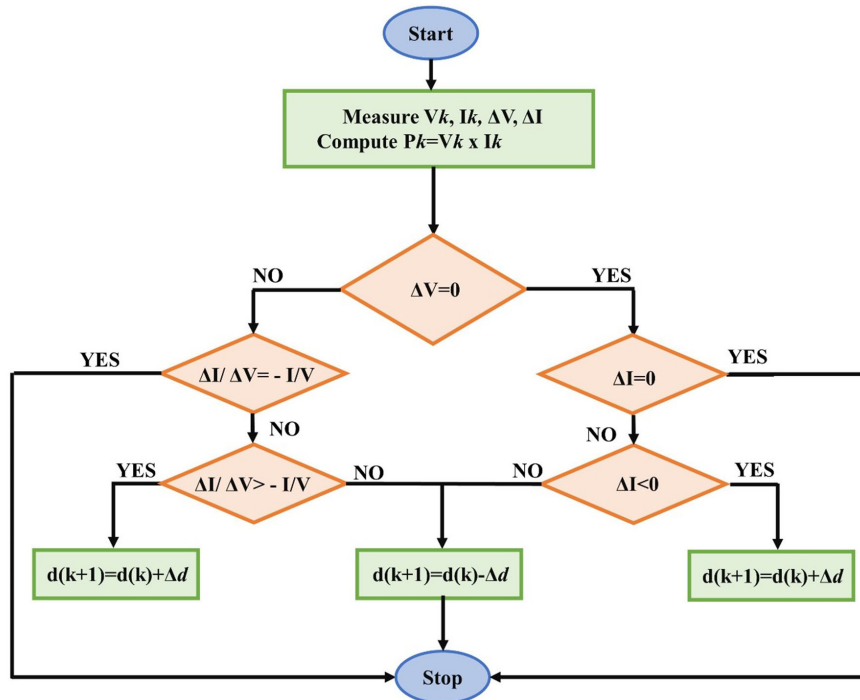 Start
Measure Vk, Ik, ΔV, ΔI
Compute Pk=Vk x Ik
NO
YES
ΔV=0
YES
ΔI/ ΔV= - I/V
ΔI=0
YES
NO
NO
YES
ΔI/ ΔV> - I/V
NO
NO
ΔI<0
YES
d(k+1)=d(k)+Δd
d(k+1)=d(k)-Δd
d(k+1)=d(k)+Δd
Stop